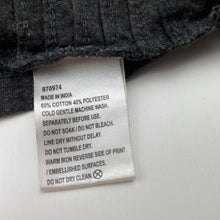 970974
MADE IN INDIA
60% COTTON 40% POLYESTER
COLD GENTLE MACHINE WASH.
SEPARATELY BEFORE USE.
DO NOT SOAK / DO NOT BLEACH.
LINE DRY WITHOUT DELAY.
DO NOT TUMBLE DRY.
WARM IRON REVERSE SIDE OF PRINT
/ EMBELLISHED SURFACES.
DO NOT DRY CLEAN